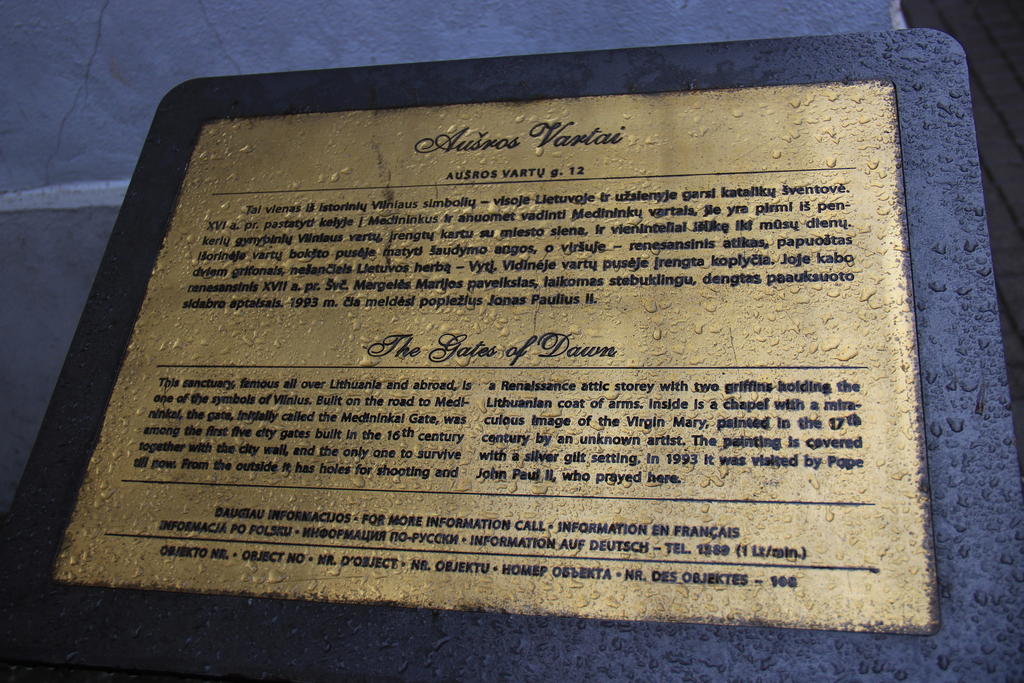 Aušros Vartai
AUŠROS VARTŲ g. 12
Tai vienas iš istorinių Vilniaus simbolių – visoje Lietuvoje ir užsienyje garsi katalikų šventovė.
XVI a. pr. pastatyti kelyje į Medininkus ir anuomet vadinti Medininkų vartais, jie yra pirmi iš pen-
kerių gynybinių Vilniaus vartų, įrengtų kartu su miesto siena, ir vieninteliai išlikę iki mūsų dienų.
Išorinėje vartų bokšto pusėje matyti šaudymo angos, o viršuje – renesansinis atikas, papuoštas
dviem grifonais, nešančiais Lietuvos herbą – Vytį. Vidinėje vartų pusėje įrengta koplyčia. Joje kabo
renesansinis XVII a. pr. Švč. Mergelės Marijos paveikslas, laikomas stebuklingu, dengtas paauksuoto
sidabro aptaisais. 1993 m. čia meldėsi popiežius Jonas Paulius II.
The Gates of Dawn
This sanctuary, famous all over Lithuania and abroad, is
one of the symbols of Vilnius. Built on the road to Medi-
ninkai, the gate, initially called the Medininkai Gate, was
among the first five city gates built in the 16th century
together with the city wall, and the only one to survive
till now. From the outside it has holes for shooting and
a Renaissance attic storey with two griffins holding the
Lithuanian coat of arms. Inside is a chapel with a mira-
culous image of the Virgin Mary, painted in the 17th
century by an unknown artist. The painting is covered
with a silver gilt setting. In 1993 it was visited by Pope
John Paul II, who prayed here.
DAUGIAU INFORMACIJOS • FOR MORE INFORMATION CALL • INFORMATION EN FRANÇAIS
INFORMACJA PO POLSKU • ИНФОРМАЦИЯ ПО-РУССКИ • INFORMATION AUF DEUTSCH – TEL. 1588 (1 Lt/min.)
OBJEKTO NR. • OBJECT NO • NR. D'OBJECT • NR. OBJEKTU • НОМЕР ОБЪЕКТА • NR. DES OBJEKTES – 108